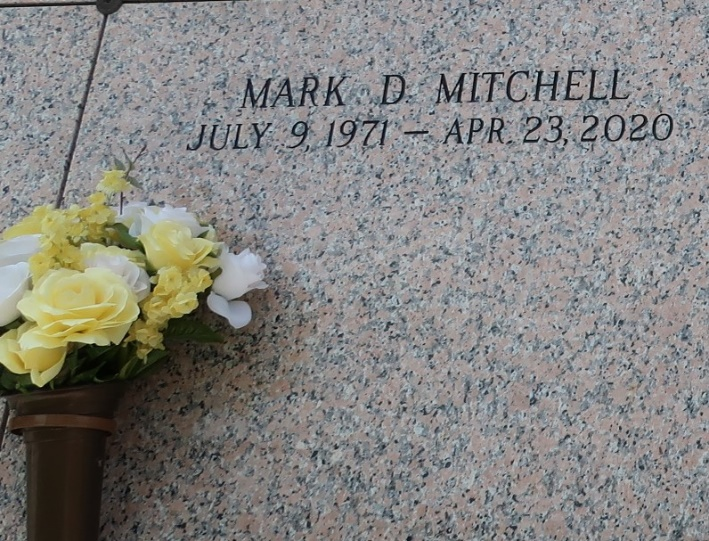 MARK D. MITCHELL
JULY 9, 1971 — APR. 23, 2020